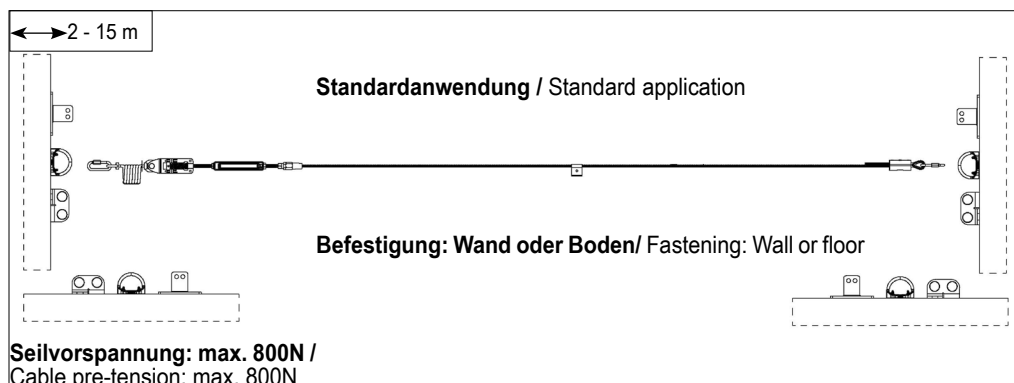 2 - 15 m
Standardanwendung / Standard application
Befestigung: Wand oder Boden/ Fastening: Wall or floor
Seilvorspannung: max. 800N /
Cable pre-tension: max. 800N